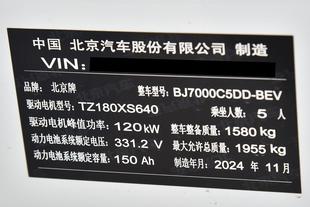 中国 北京汽车股份有限公司 制造
VIN:
品牌: 北京牌 整车型号: BJ7000C5DD-BEV
驱动电机型号: TZ180XS640 乘坐人数: 5 人
驱动电机峰值功率: 120kW 整车整备质量: 1580 kg
动力电池系统额定电压: 331.2 V 最大允许总质量: 1955 kg
动力电池系统额定容量: 150 Ah 制造年月: 2024 年 11 月